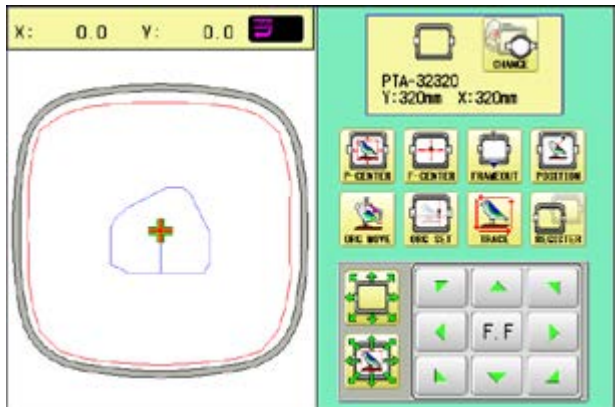 X: 0.0 Y: 0.0
CHANGE
PTA-32320
Y:320mm X:320mm
P-CENTER F-CENTER FRAMEOUT POSITION
ORG MOVE ORG SET TRACE REGISTER
F.F